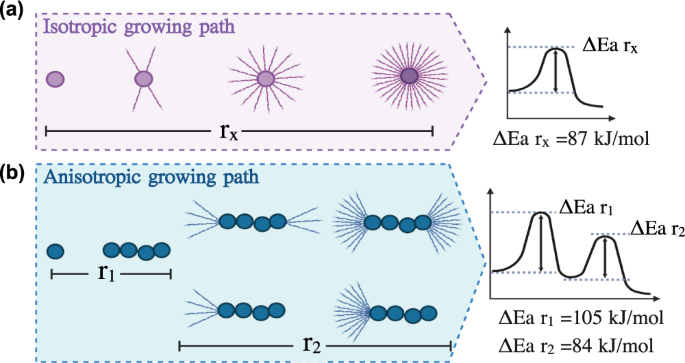 (a)
Isotropic growing path
rx
ΔEa rx
ΔEa rx =87 kJ/mol
(b)
Anisotropic growing path
r1
r2
ΔEa r1
ΔEa r2
ΔEa r1 =105 kJ/mol
ΔEa r2 =84 kJ/mol